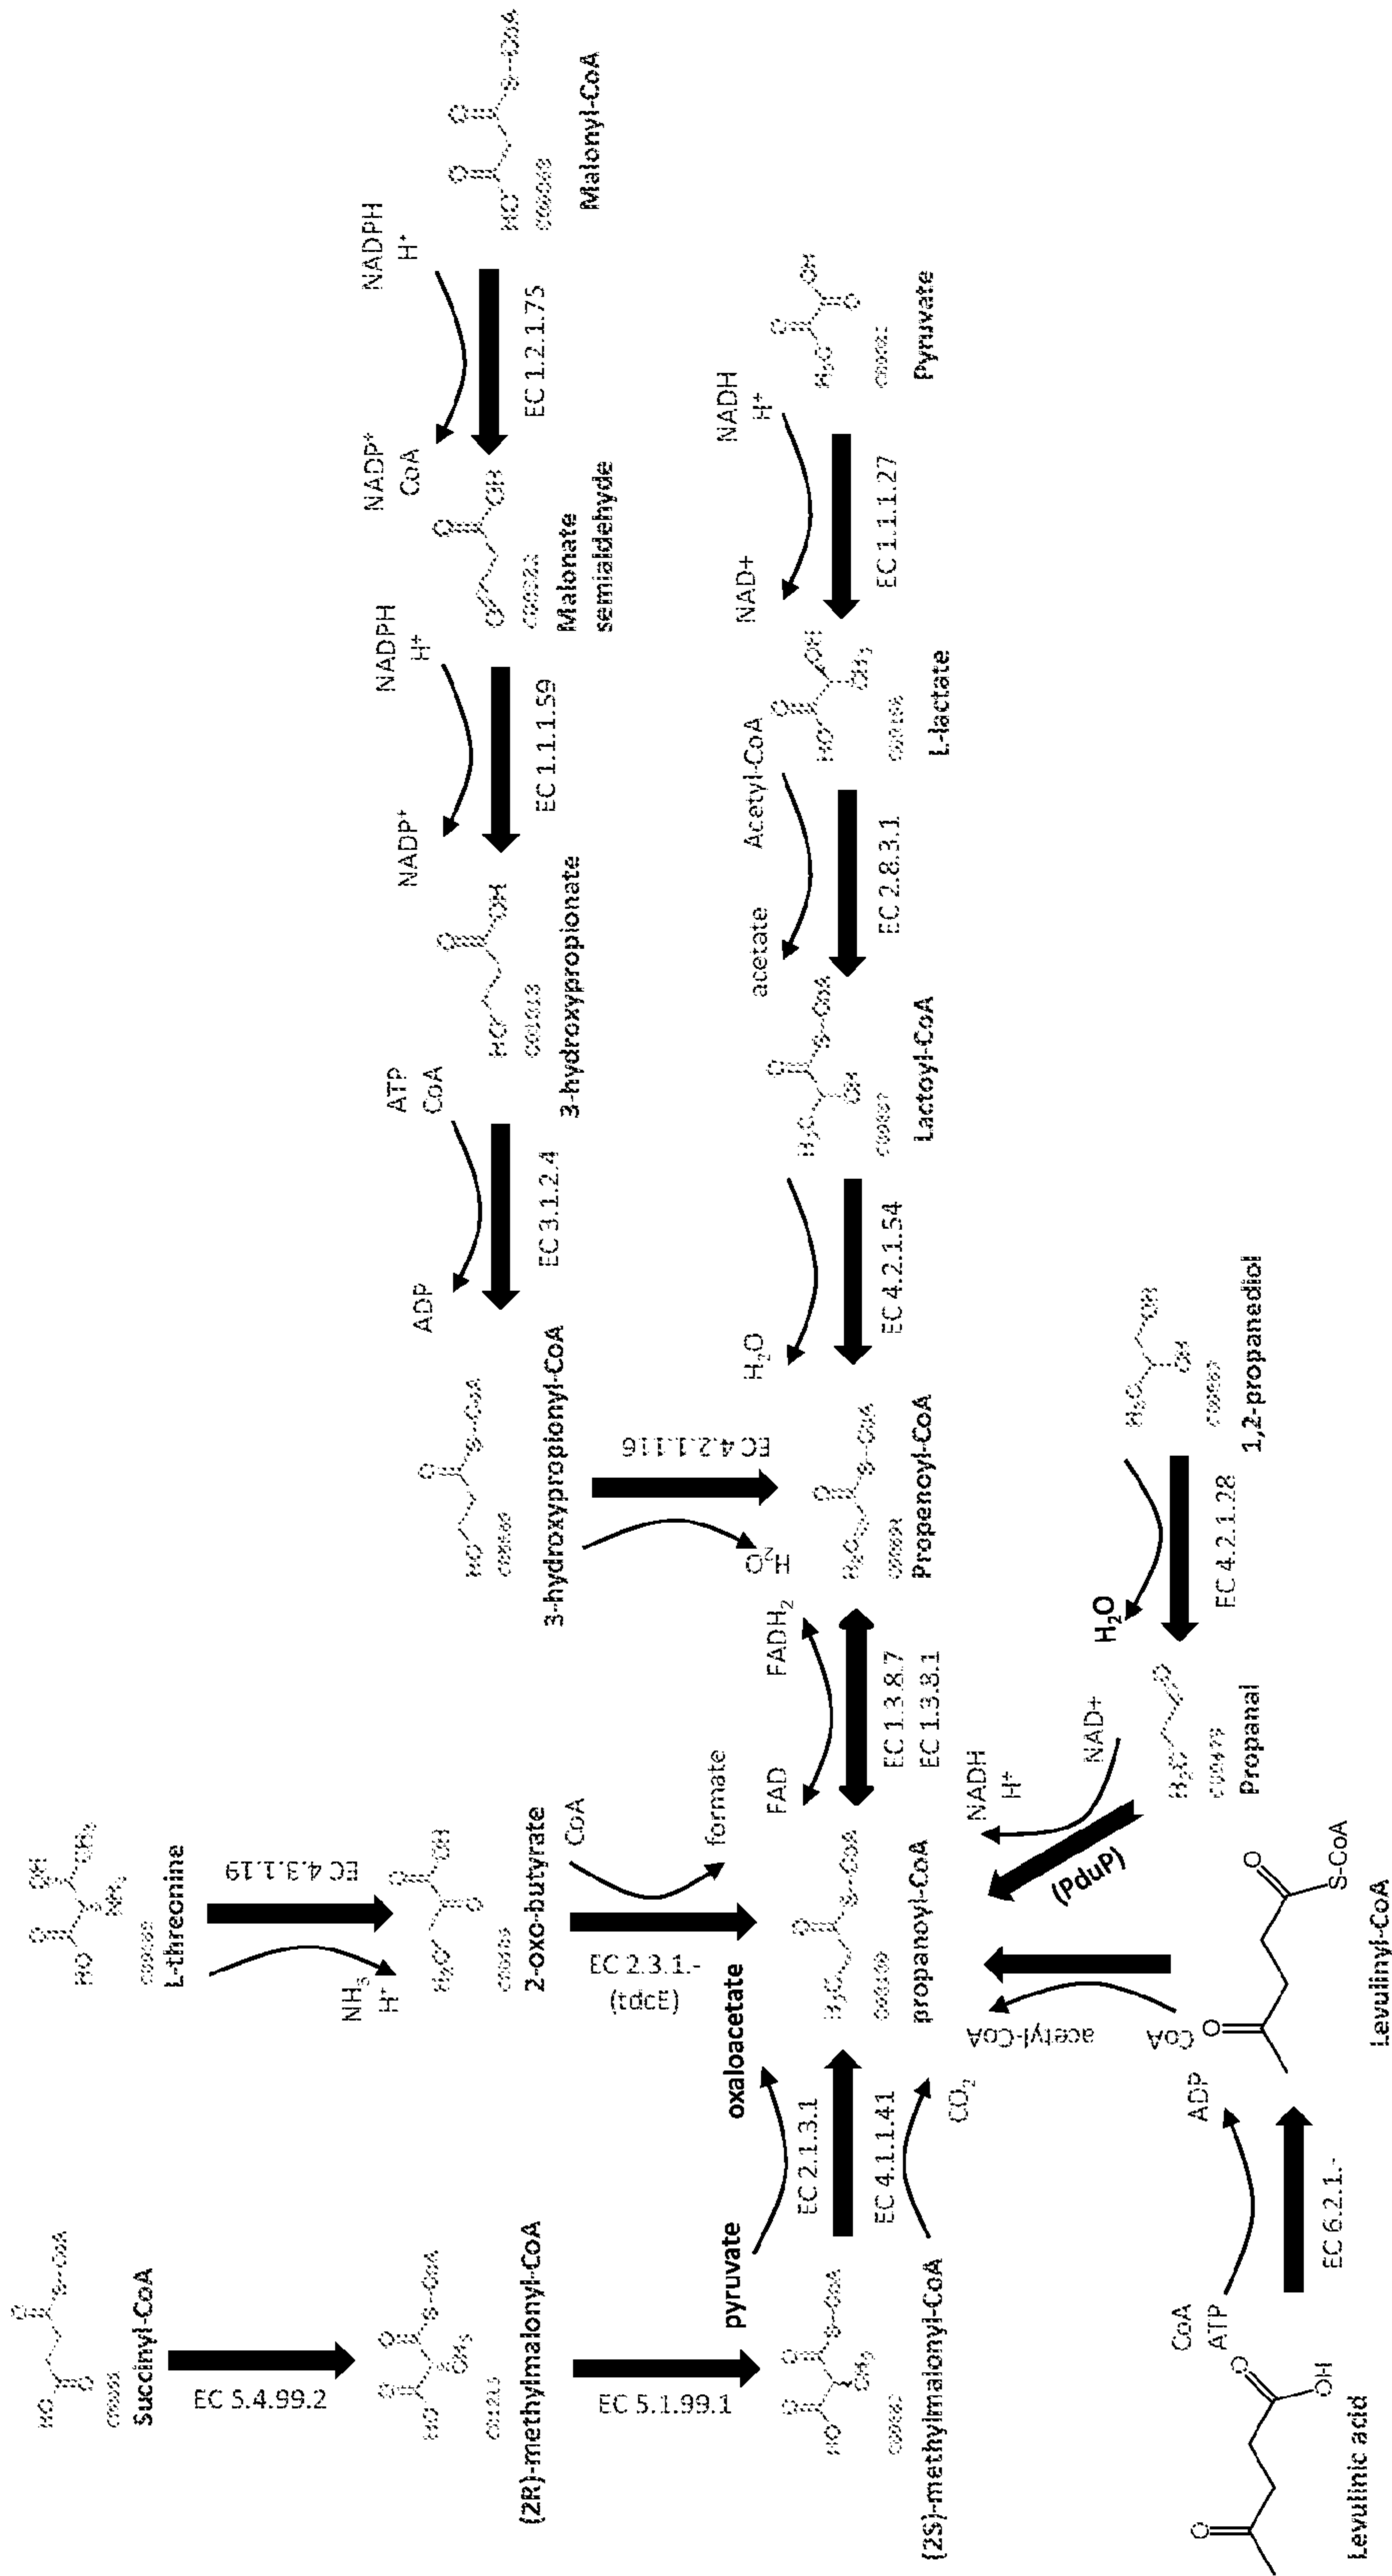 Succinyl-CoA
EC 5.4.99.2
(2R)-methylmalonyl-CoA
EC 5.1.99.1
(2S)-methylmalonyl-CoA
pyruvate
oxaloacetate
EC 2.1.3.1
EC 4.1.1.41
CO2
L-threonine
NH3
H+
EC 4.3.1.19
2-oxo-butyrate
CoA
formate
EC 2.3.1.-
(tdcE)
propanoyl-CoA
FAD
FADH2
EC 1.3.8.7
EC 1.3.8.1
3-hydroxypropionyl-CoA
EC 4.2.1.116
H2O
Propenoyl-CoA
ADP
ATP
CoA
EC 3.1.2.4
3-hydroxypropionate
NADP+
NADPH
H+
EC 1.1.1.59
Malonate
semialdehyde
NADP+
CoA
NADPH
H+
EC 1.2.1.75
Malonyl-CoA
H2O
EC 4.2.1.54
Lactoyl-CoA
acetate
Acetyl-CoA
EC 2.8.3.1
L-lactate
NAD+
NADH
H+
EC 1.1.1.27
Pyruvate
Levulinic acid
CoA
ATP
ADP
EC 6.2.1.-
Levulinyl-CoA
S-CoA
OH
CoA
acetyl-CoA
(PduP)
NADH
H+
NAD+
Propanal
H2O
EC 4.2.1.28
1,2-propanediol